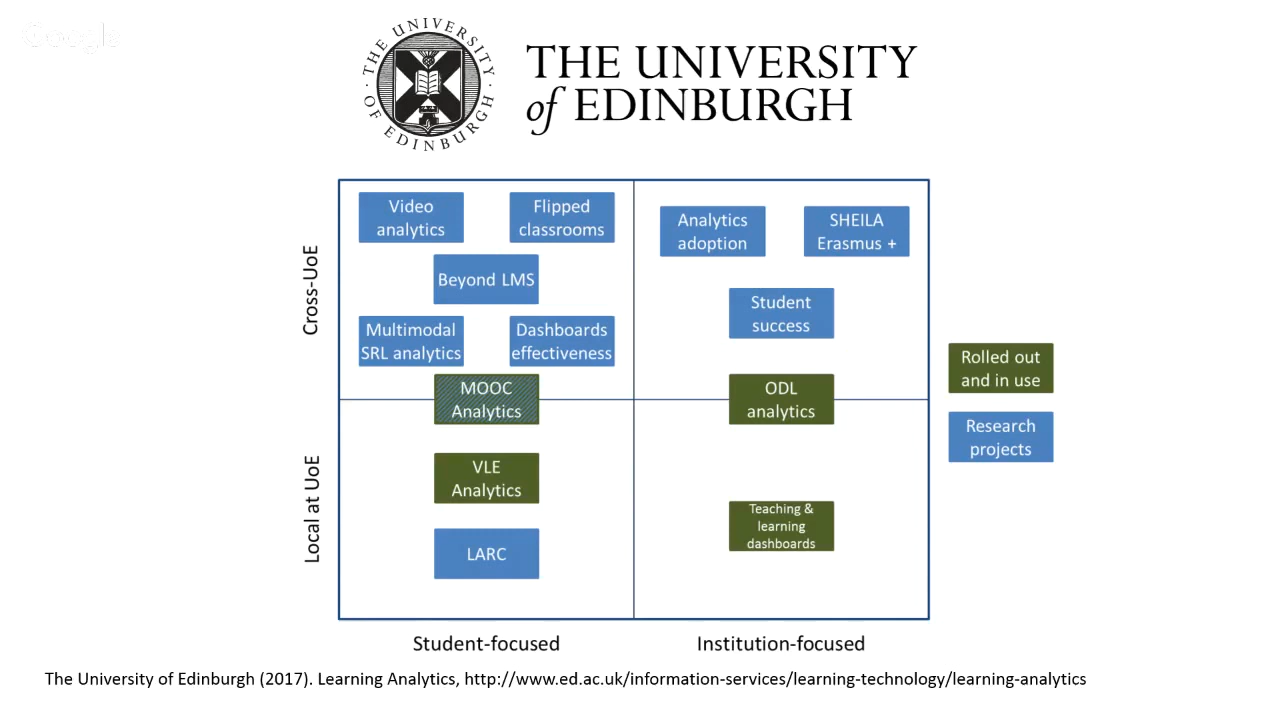 Google
THE UNIVERSITY OF EDINBURGH
THE UNIVERSITY
of EDINBURGH
Cross-UoE
Video
analytics
Flipped
classrooms
Beyond LMS
Multimodal
SRL analytics
Dashboards
effectiveness
Analytics
adoption
SHEILA
Erasmus +
Student
success
MOOC
Analytics
ODL
analytics
Local at UoE
VLE
Analytics
LARC
Teaching &
learning
dashboards
Rolled out
and in use
Research
projects
Student-focused
Institution-focused
The University of Edinburgh (2017). Learning Analytics, http://www.ed.ac.uk/information-services/learning-technology/learning-analytics